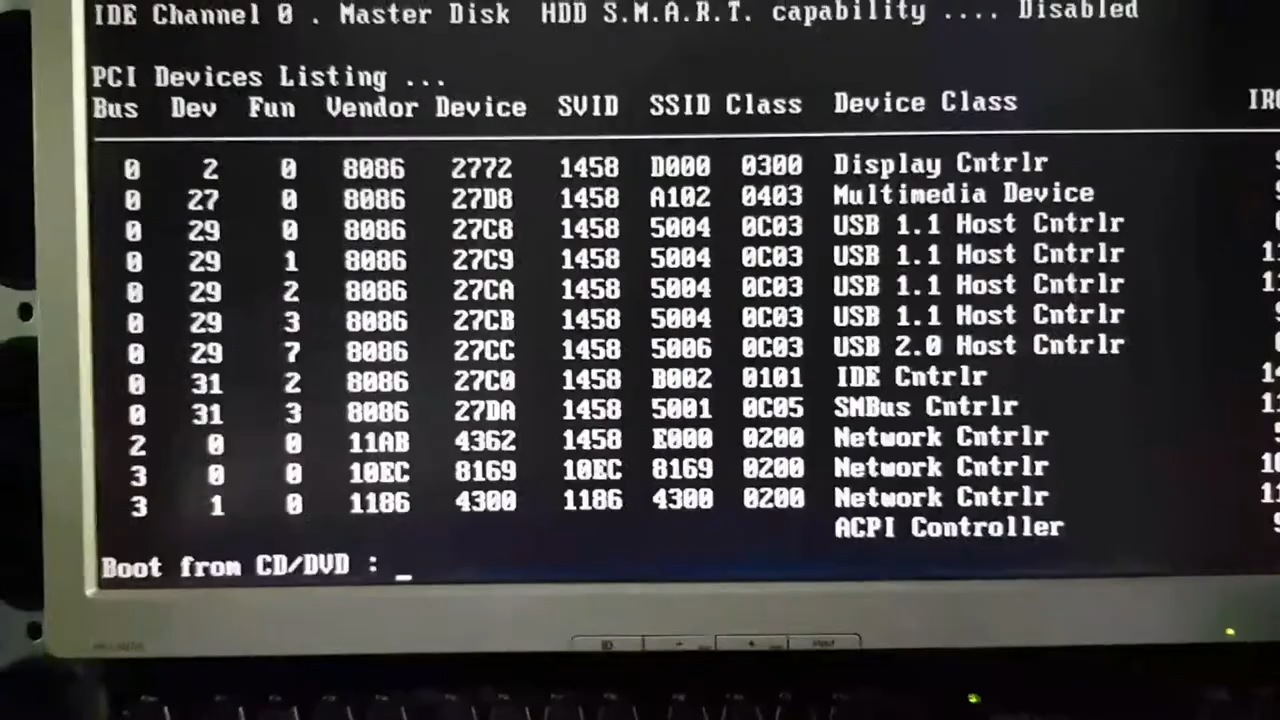 IDE Channel 0 . Master Disk HDD S.M.A.R.T. capability .... Disabled
PCI Devices Listing ...
Bus Dev Fun Vendor Device SVID SSID Class Device Class
0 2 0 8086 2772 1458 D000 0300 Display Cntrlr
0 27 0 8086 27D8 1458 A102 0403 Multimedia Device
0 29 0 8086 27C8 1458 5004 0C03 USB 1.1 Host Cntrlr
0 29 1 8086 27C9 1458 5004 0C03 USB 1.1 Host Cntrlr
0 29 2 8086 27CA 1458 5004 0C03 USB 1.1 Host Cntrlr
0 29 3 8086 27CB 1458 5004 0C03 USB 1.1 Host Cntrlr
0 29 7 8086 27CC 1458 5006 0C03 USB 2.0 Host Cntrlr
0 31 2 8086 27C0 1458 B002 0101 IDE Cntrlr
0 31 3 8086 27DA 1458 5001 0C05 SMBus Cntrlr
2 0 0 11AB 4362 1458 E000 0200 Network Cntrlr
3 0 0 10EC 8169 10EC 8169 0200 Network Cntrlr
3 1 0 1186 4300 1186 4300 0200 Network Cntrlr
ACPI Controller
Boot from CD/DVD : _